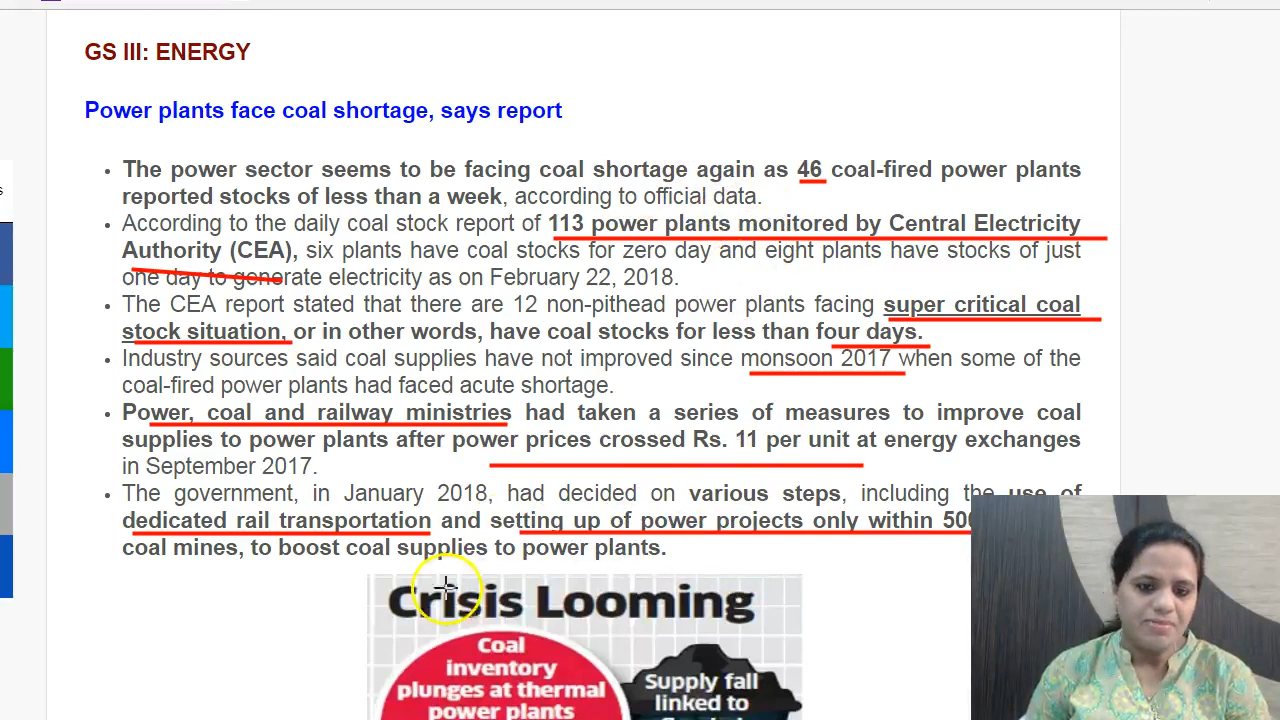 GS III: ENERGY
Power plants face coal shortage, says report
• The power sector seems to be facing coal shortage again as 46 coal-fired power plants
reported stocks of less than a week, according to official data.
• According to the daily coal stock report of 113 power plants monitored by Central Electricity
Authority (CEA), six plants have coal stocks for zero day and eight plants have stocks of just
one day to generate electricity as on February 22, 2018.
• The CEA report stated that there are 12 non-pithead power plants facing super critical coal
stock situation, or in other words, have coal stocks for less than four days.
• Industry sources said coal supplies have not improved since monsoon 2017 when some of the
coal-fired power plants had faced acute shortage.
• Power, coal and railway ministries had taken a series of measures to improve coal
supplies to power plants after power prices crossed Rs. 11 per unit at energy exchanges
in September 2017.
• The government, in January 2018, had decided on various steps, including the use of
dedicated rail transportation and setting up of power projects only within
coal mines, to boost coal supplies to power plants.
Crisis Looming
Coal
inventory
plunges at thermal
power plants
Supply fall
linked to